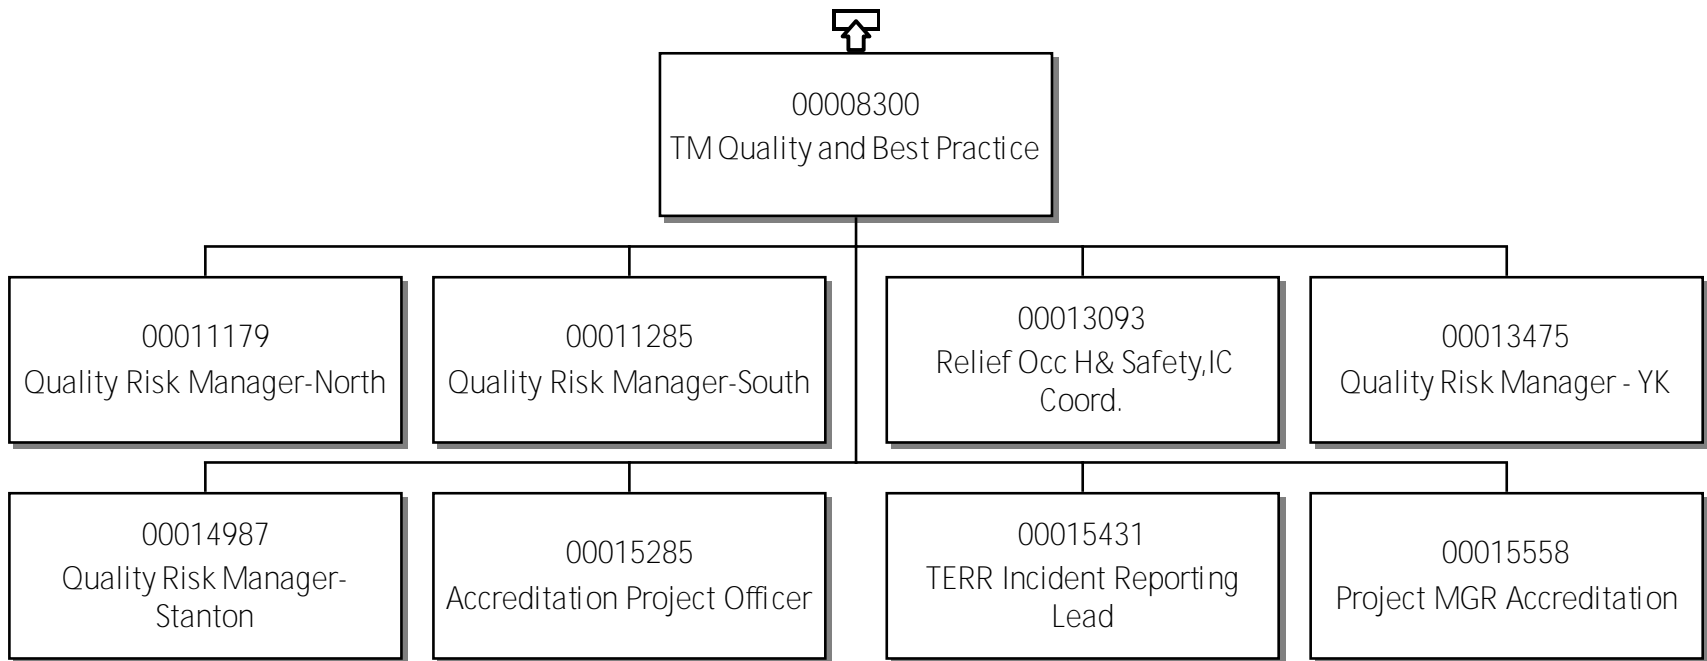 00008300
TM Quality and Best Practice
00011179
Quality Risk Manager-North
00011285
Quality Risk Manager-South
00013093
Relief Occ H& Safety,IC
Coord.
00013475
Quality Risk Manager - YK
00014987
Quality Risk Manager-
Stanton
00015285
Accreditation Project Officer
00015431
TERR Incident Reporting
Lead
00015558
Project MGR Accreditation